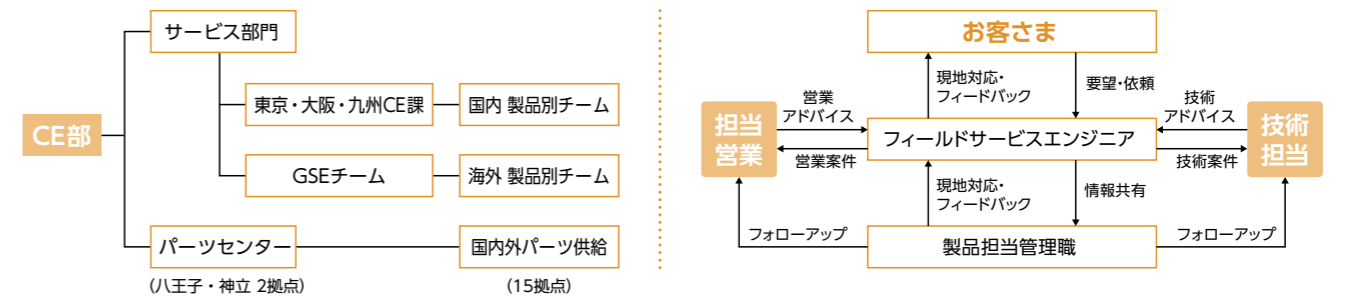 CE部
サービス部門
東京・大阪・九州CE課
国内 製品別チーム
GSEチーム
海外 製品別チーム
パーツセンター
(八王子・神立 2拠点)
国内外パーツ供給
(15拠点)
お客さま
現地対応・
フィードバック
要望・依頼
担当
営業
営業
アドバイス
営業案件
フィールドサービスエンジニア
技術
アドバイス
技術案件
技術
担当
現地対応・
フィードバック
情報共有
フォローアップ
製品担当管理職
フォローアップ